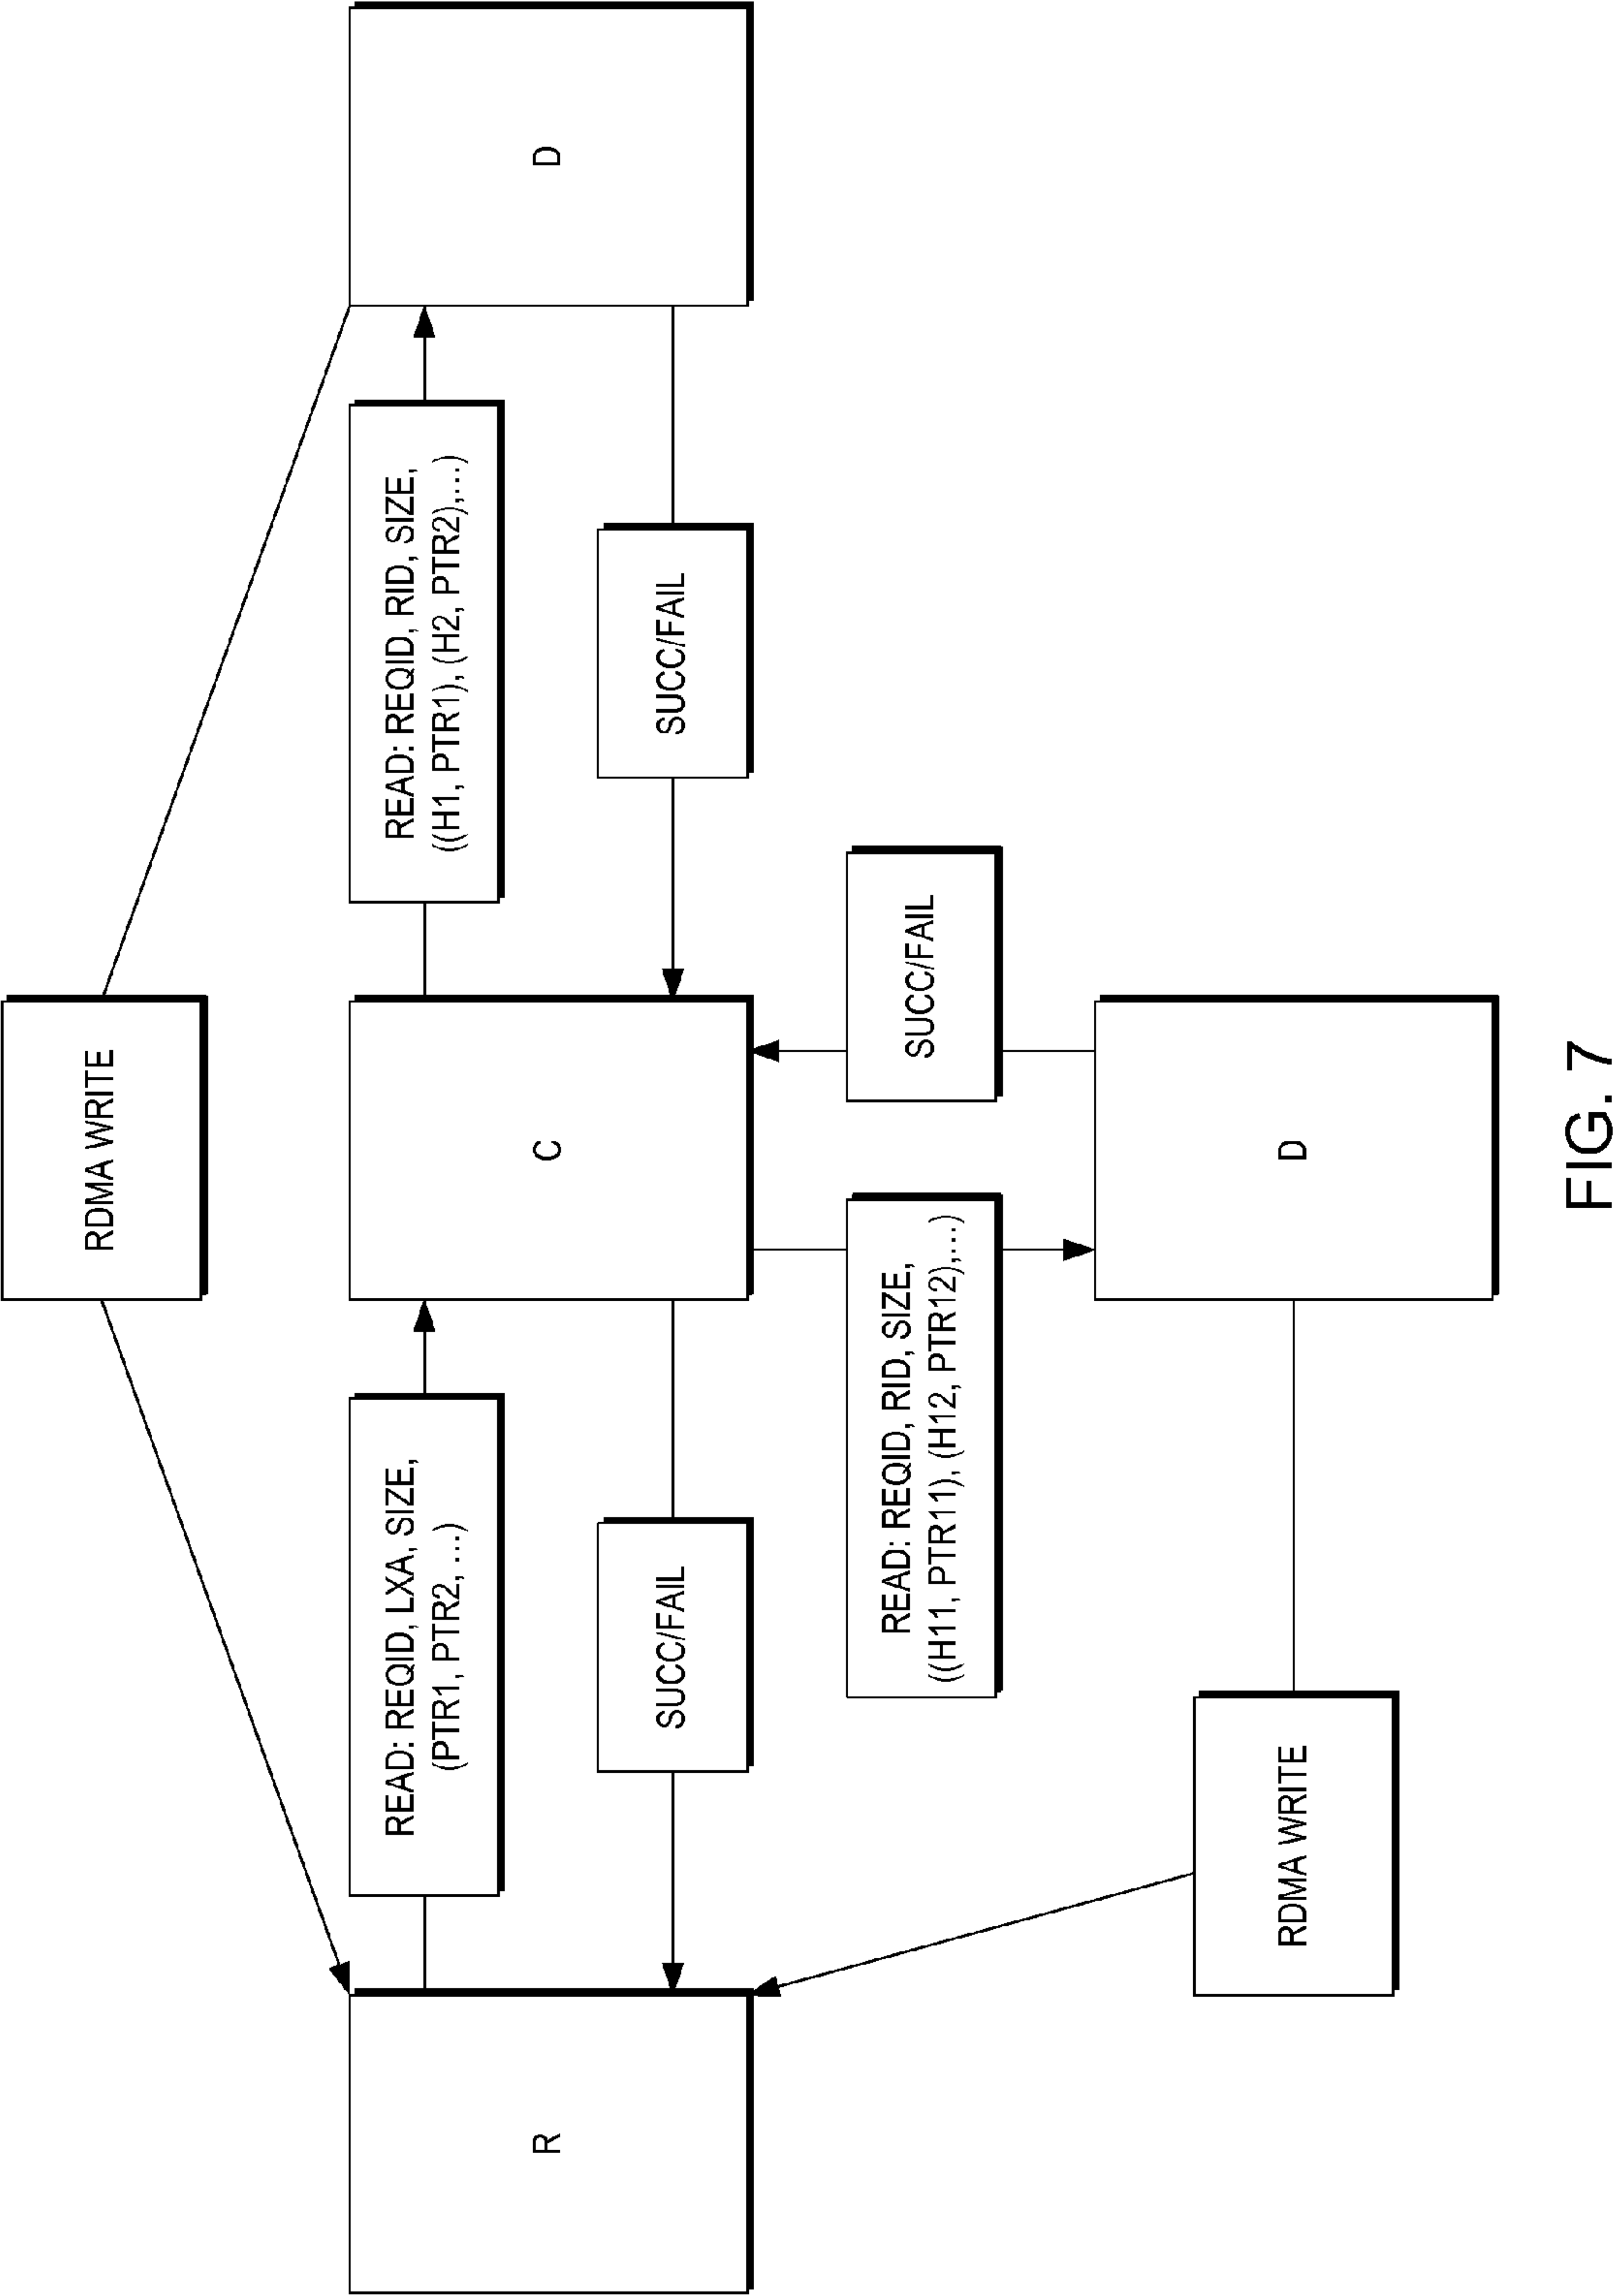 RDMA WRITE
R
READ: REQID, LXA, SIZE,
(PTR1, PTR2, ...)
C
READ: REQID, RID, SIZE,
((H1, PTR1), (H2, PTR2),...)
D
SUCC/FAIL
SUCC/FAIL
READ: REQID, RID, SIZE,
((H11, PTR11), (H12, PTR12),...)
SUCC/FAIL
RDMA WRITE
D
FIG. 7